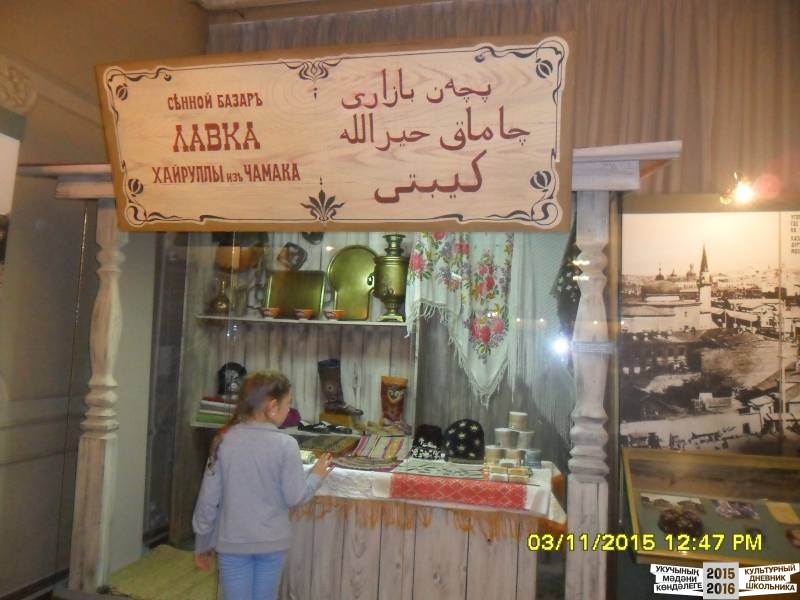 СѢННОЙ БАЗАРЪ
ЛАВКА
ХАЙРУЛЛЫ изъ ЧАМАКА
پچەن بازارى
چاماق حيرالله
كيبتى
03/11/2015 12:47 PM
УКУЧЫНЫҢ
МӘДӘНИ
КӨНДӘЛЕГЕ
2015
2016
КУЛЬТУРНЫЙ
ДНЕВНИК
ШКОЛЬНИКА